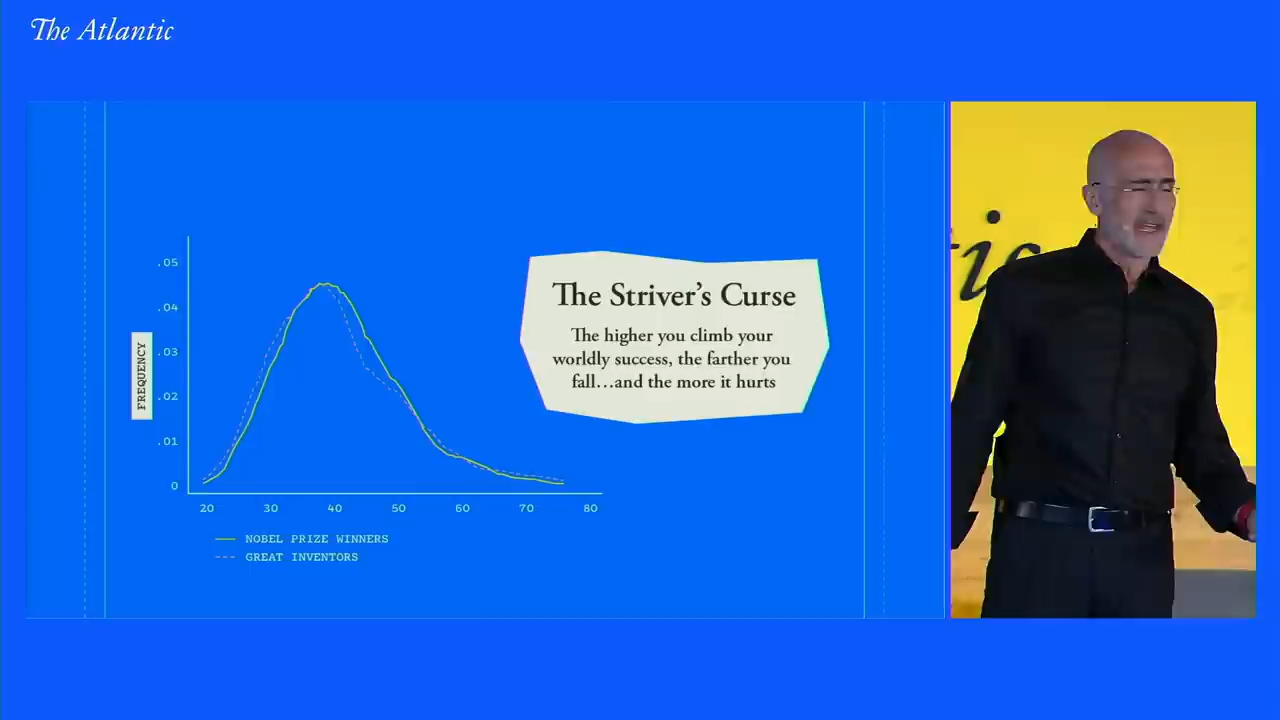 The Atlantic
tic
The Striver's Curse
The higher you climb your
worldly success, the farther you
fall...and the more it hurts
FREQUENCY
.05
.04
.03
.02
.01
0
20 30 40 50 60 70 80
NOBEL PRIZE WINNERS
GREAT INVENTORS